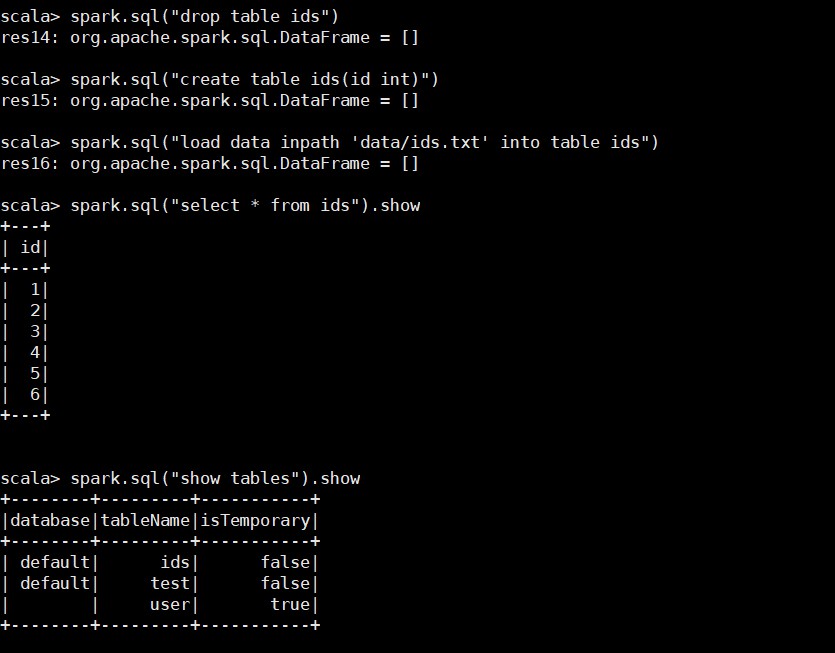 scala> spark.sql("drop table ids")
res14: org.apache.spark.sql.DataFrame = []
scala> spark.sql("create table ids(id int)")
res15: org.apache.spark.sql.DataFrame = []
scala> spark.sql("load data inpath 'data/ids.txt' into table ids")
res16: org.apache.spark.sql.DataFrame = []
scala> spark.sql("select * from ids").show
+---+
| id|
+---+
|  1|
|  2|
|  3|
|  4|
|  5|
|  6|
+---+
scala> spark.sql("show tables").show
+--------+---------+-----------+
|database|tableName|isTemporary|
+--------+---------+-----------+
| default|      ids|      false|
| default|     test|      false|
|        |     user|       true|
+--------+---------+-----------+